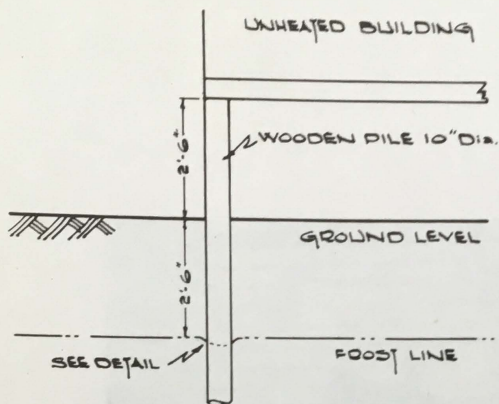 UNHEATED BUILDING
2'-6"
WOODEN PILE 10" Dia.
GROUND LEVEL
2'-6"
SEE DETAIL
FROST LINE